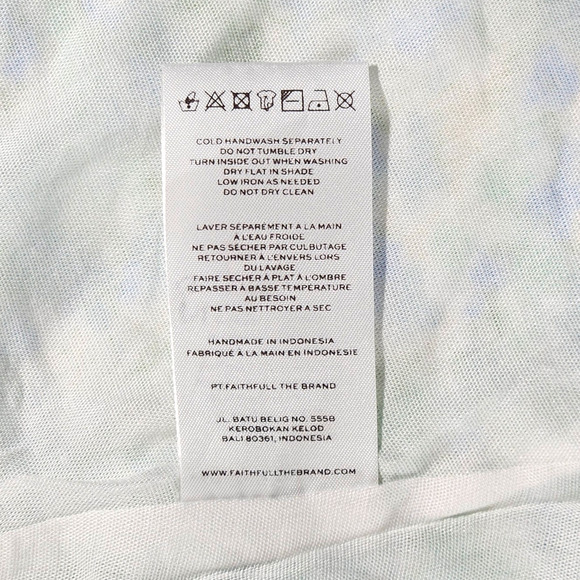 COLD HANDWASH SEPARATELY
DO NOT TUMBLE DRY
TURN INSIDE OUT WHEN WASHING
DRY FLAT IN SHADE
LOW IRON AS NEEDED
DO NOT DRY CLEAN
LAVER SÉPARÉMENT A LA MAIN
À L'EAU FROIDE
NE PAS SÉCHER PAR CULBUTAGE
RETOURNER À L'ENVERS LORS
DU LAVAGE
FAIRE SECHER À PLAT À L'OMBRE
REPASSER À BASSE TEMPÉRATURE
AU BESOIN
NE PAS NETTOYER A SEC
HANDMADE IN INDONESIA
FABRIQUÉ À LA MAIN EN INDONESIE
PT.FAITHFULL THE BRAND
JL. BATU BELIG NO. 555B
KEROBOKAN KELOD
BALI 80361, INDONESIA
WWW.FAITHFULLTHEBRAND.COM